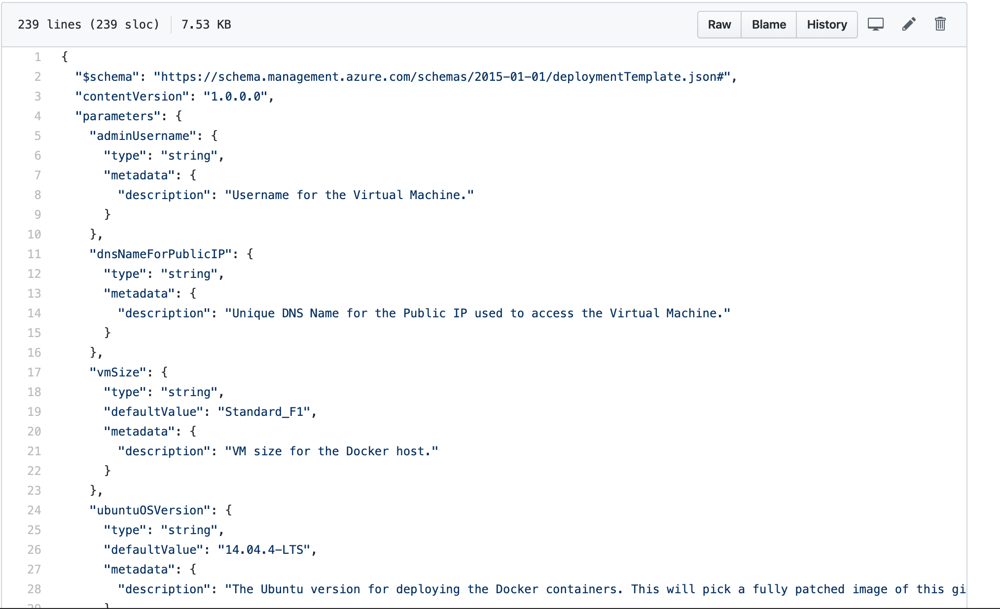 239 lines (239 sloc) 7.53 KB Raw Blame History
1 {
2 "$schema": "https://schema.management.azure.com/schemas/2015-01-01/deploymentTemplate.json#",
3 "contentVersion": "1.0.0.0",
4 "parameters": {
5 "adminUsername": {
6 "type": "string",
7 "metadata": {
8 "description": "Username for the Virtual Machine."
9 }
10 },
11 "dnsNameForPublicIP": {
12 "type": "string",
13 "metadata": {
14 "description": "Unique DNS Name for the Public IP used to access the Virtual Machine."
15 }
16 },
17 "vmSize": {
18 "type": "string",
19 "defaultValue": "Standard_F1",
20 "metadata": {
21 "description": "VM size for the Docker host."
22 }
23 },
24 "ubuntuOSVersion": {
25 "type": "string",
26 "defaultValue": "14.04.4-LTS",
27 "metadata": {
28 "description": "The Ubuntu version for deploying the Docker containers. This will pick a fully patched image of this gi
29 }